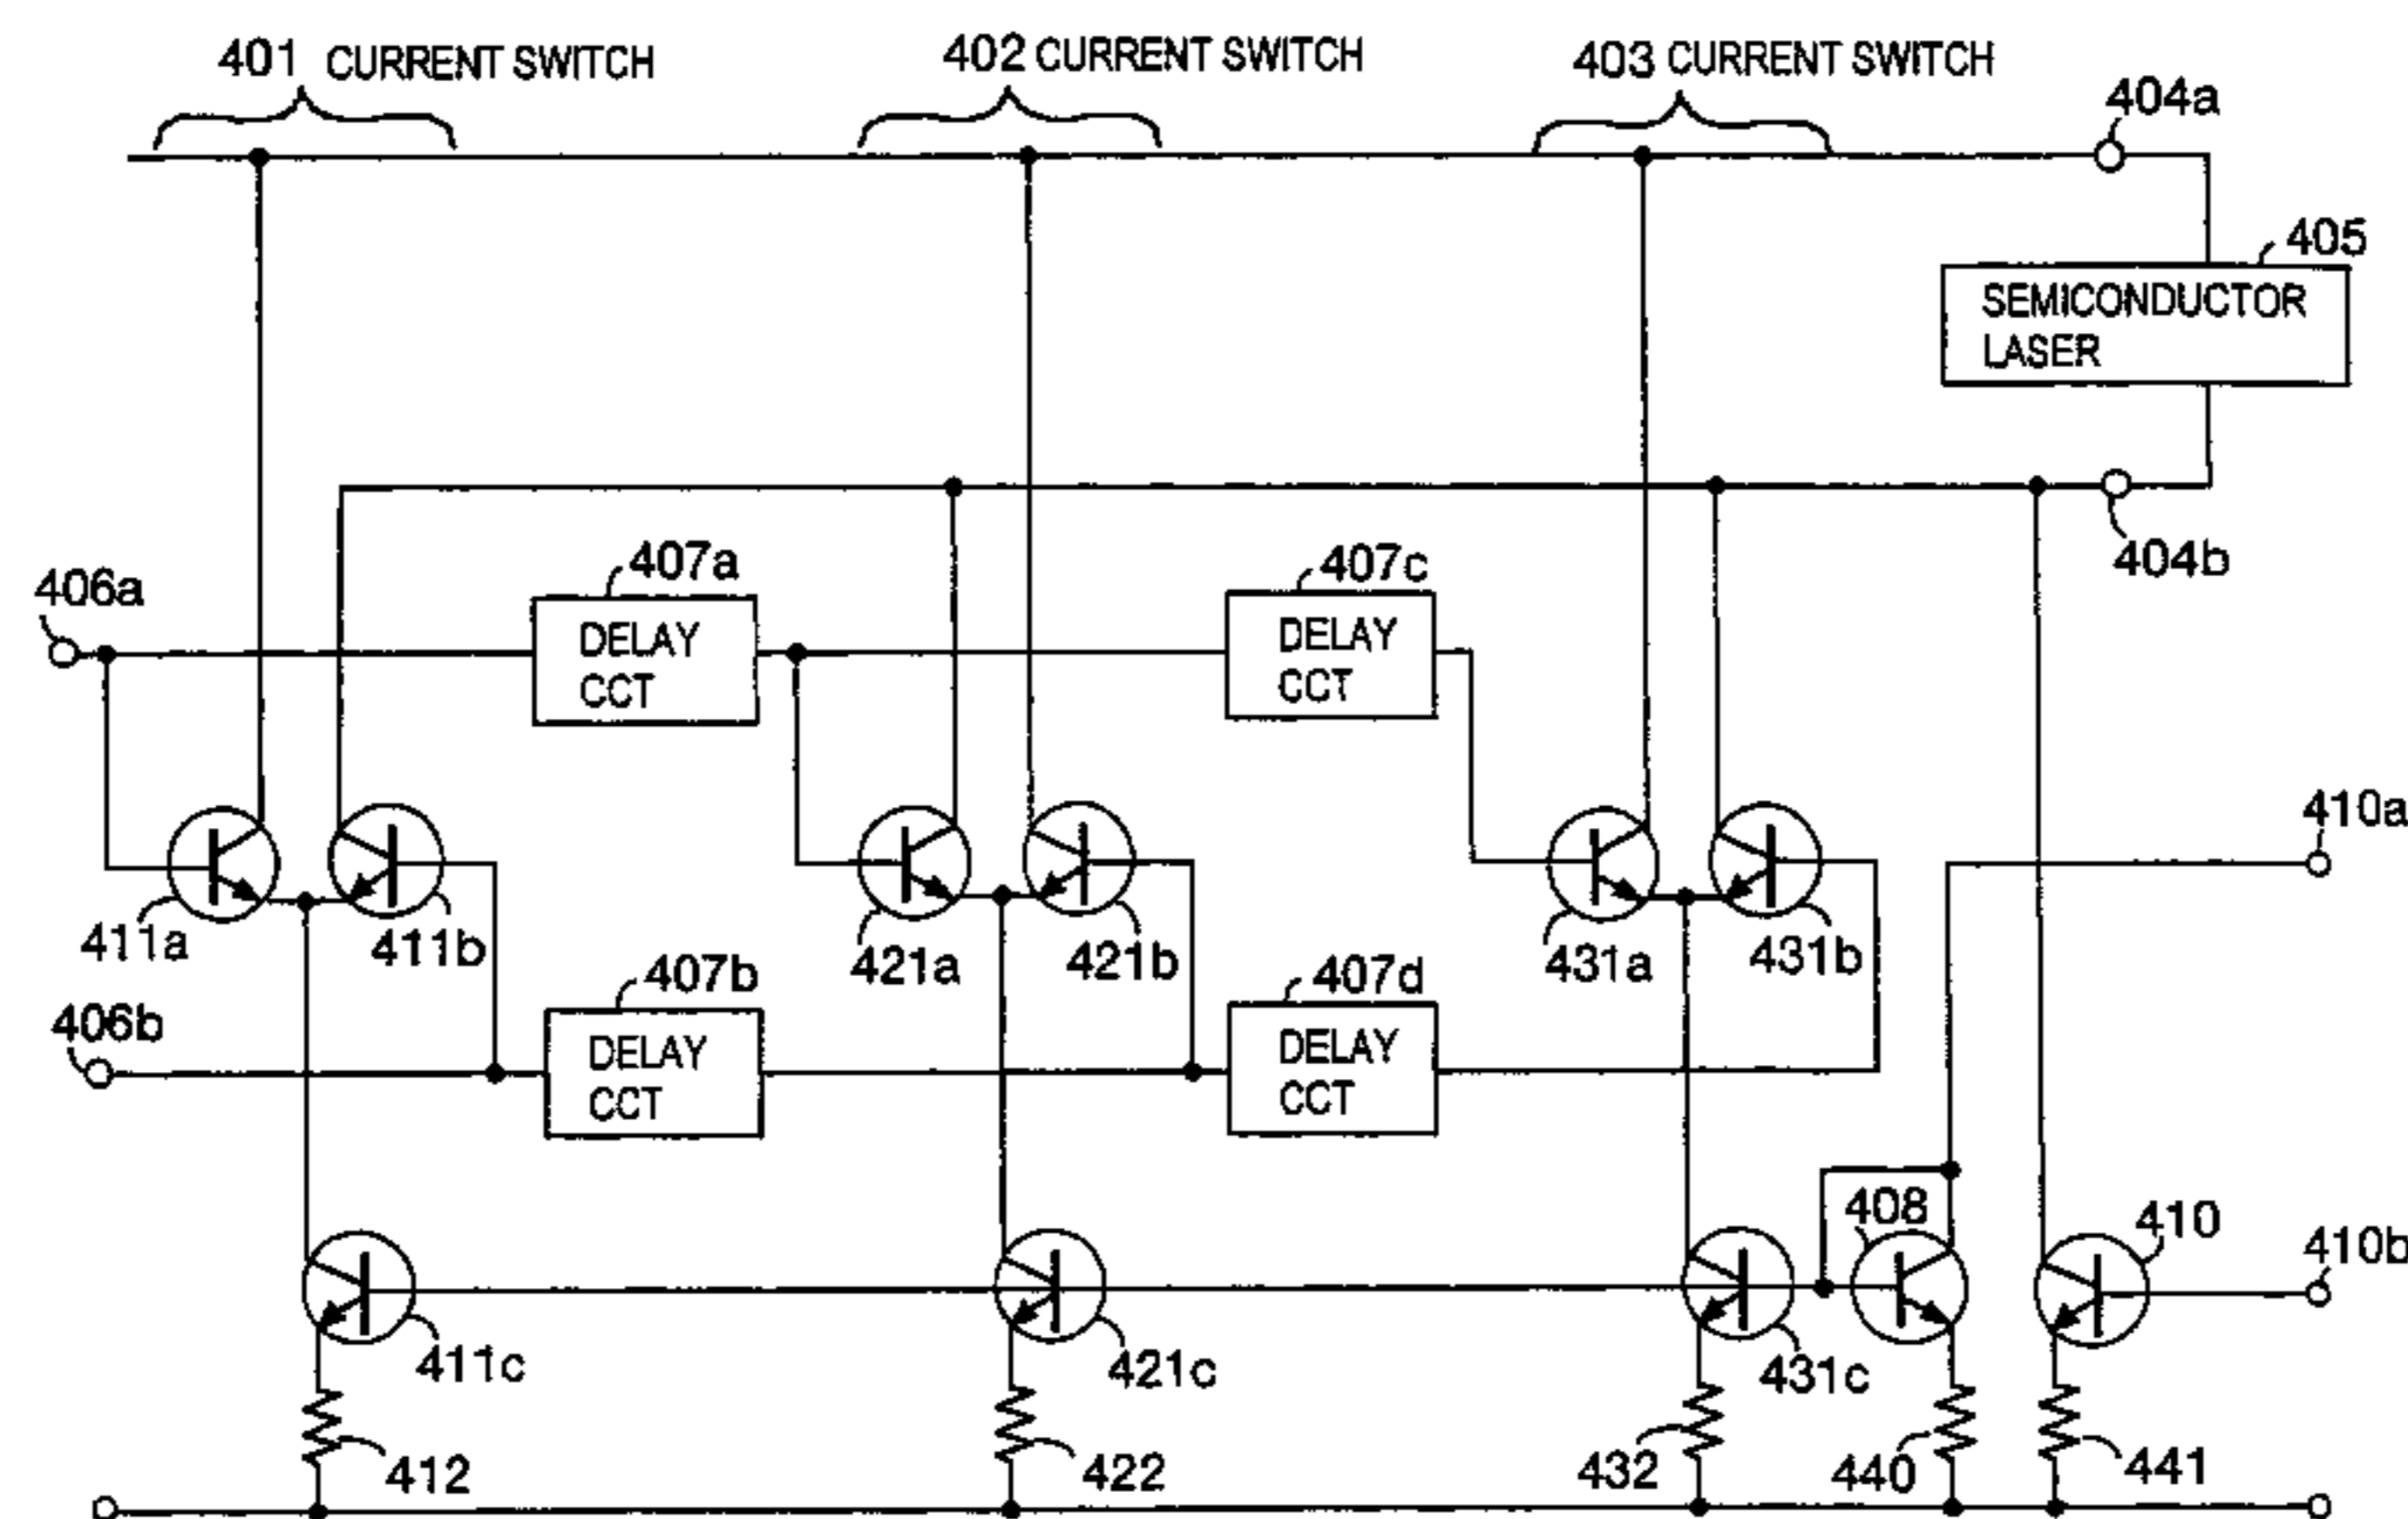 401 CURRENT SWITCH
402 CURRENT SWITCH
403 CURRENT SWITCH
404a
405
SEMICONDUCTOR
LASER
404b
406a
407a
DELAY
CCT
407c
DELAY
CCT
410a
411a
411b
421a
421b
431a
431b
406b
407b
DELAY
CCT
407d
DELAY
CCT
408
410
410b
411c
421c
431c
412
422
432
440
441